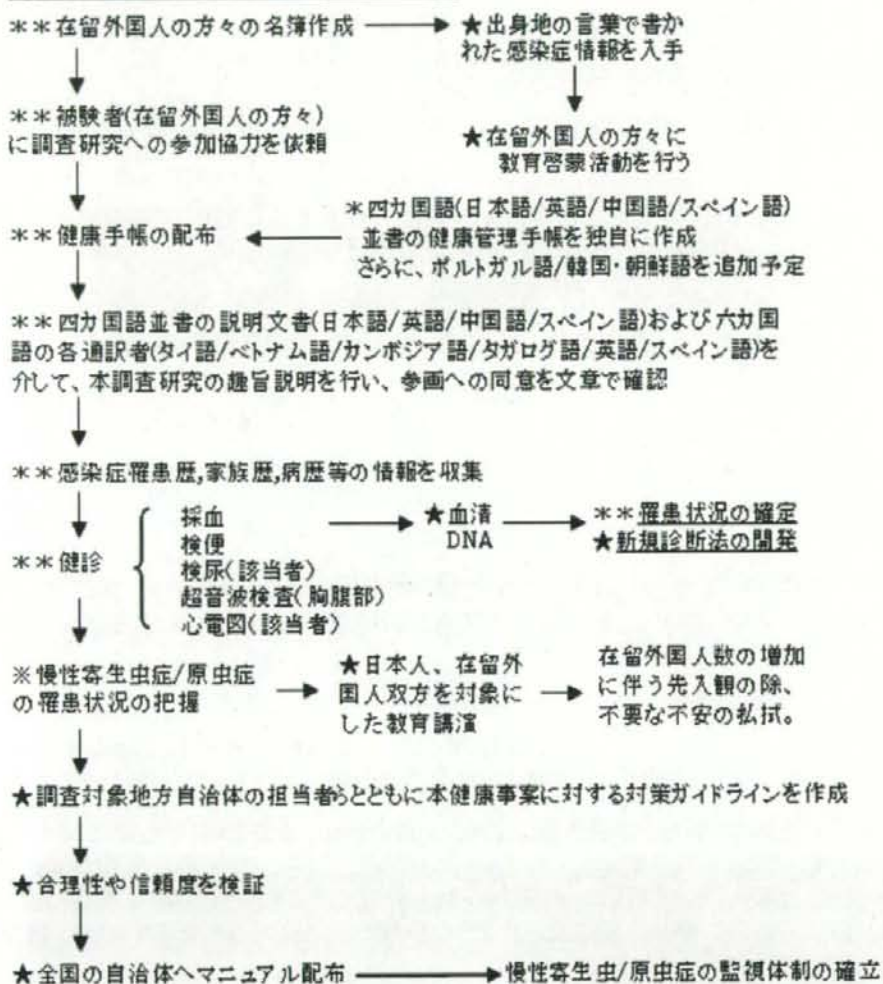 ＊＊在留外国人の方々の名簿作成
★出身地の言葉で書か
れた感染症情報を入手
＊＊被験者(在留外国人の方々)
に調査研究への参加協力を依頼
★在留外国人の方々に
教育啓蒙活動を行う
＊＊健康手帳の配布
＊四カ国語(日本語/英語/中国語/スペイン語)
並書の健康管理手帳を独自に作成
さらに、ポルトガル語/韓国・朝鮮語を追加予定
＊＊四カ国語並書の説明文書(日本語/英語/中国語/スペイン語)および六カ国
語の各通訳者(タイ語/ベトナム語/カンボジア語/タガログ語/英語/スペイン語)を
介して、本調査研究の趣旨説明を行い、参画への同意を文章で確認
＊＊感染症罹患歴,家族歴,病歴等の情報を収集
＊＊健診
採血
検便
検尿(該当者)
超音波検査(胸腹部)
心電図(該当者)
★血清
DNA
＊＊罹患状況の確定
★新規診断法の開発
※慢性寄生虫症/原虫症
の罹患状況の把握
★日本人、在留外
国人双方を対象に
した教育講演
在留外国人数の増加
に伴う先入観の除、
不要な不安の払拭。
★調査対象地方自治体の担当者らとともに本健康事案に対する対策ガイドラインを作成
★合理性や信頼度を検証
★全国の自治体へマニュアル配布
慢性寄生虫/原虫症の監視体制の確立